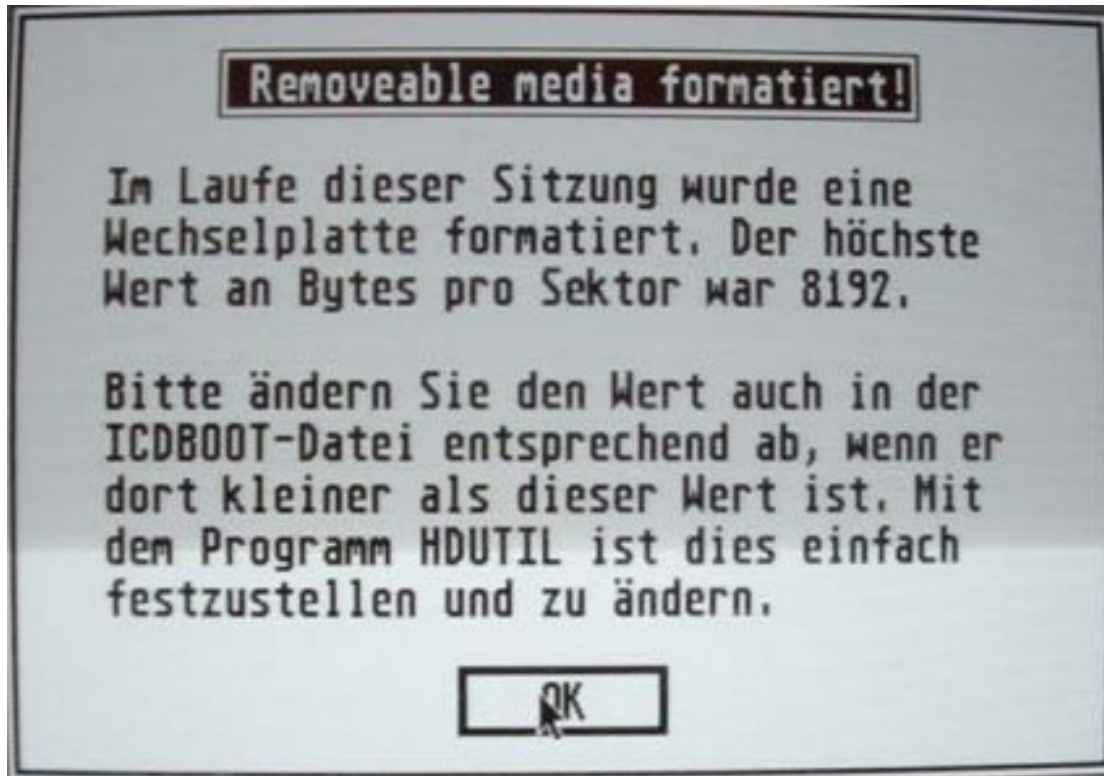 Removeable media formatiert!
Im Laufe dieser Sitzung wurde eine
Wechselplatte formatiert. Der höchste
Wert an Bytes pro Sektor war 8192.
Bitte ändern Sie den Wert auch in der
ICDBOOT-Datei entsprechend ab, wenn er
dort kleiner als dieser Wert ist. Mit
dem Programm HDUTIL ist dies einfach
festzustellen und zu ändern.
OK